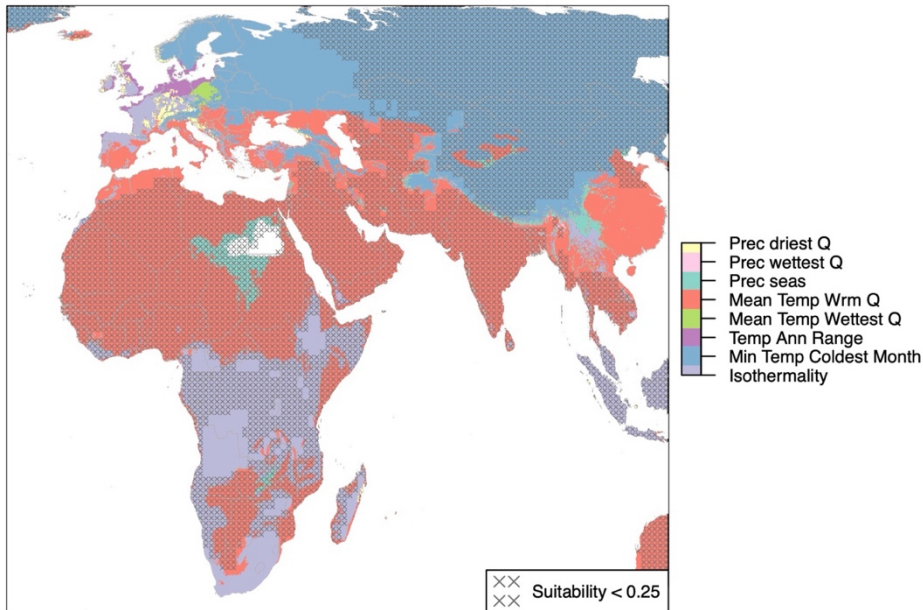 Prec driest Q
Prec wettest Q
Prec seas
Mean Temp Wrm Q
Mean Temp Wettest Q
Temp Ann Range
Min Temp Coldest Month
Isothermality
Suitability < 0.25